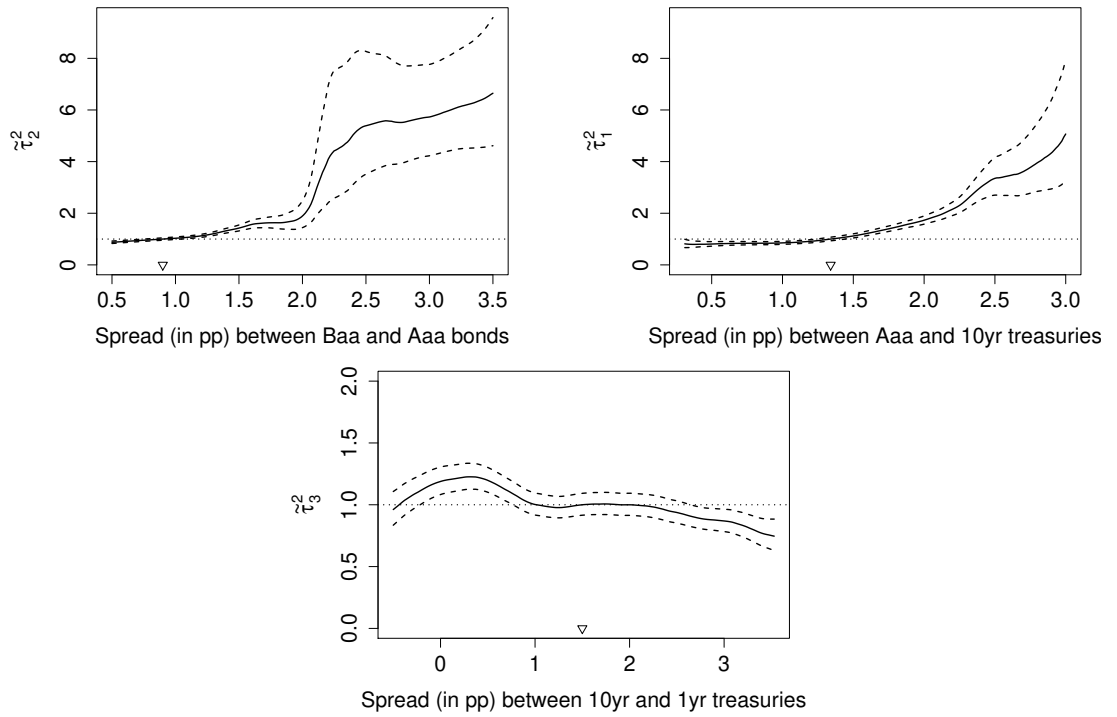 8
6
4
2
0
τ̃²₂
0.5 1.0 1.5 2.0 2.5 3.0 3.5
Spread (in pp) between Baa and Aaa bonds
8
6
4
2
0
τ̃²₁
0.5 1.0 1.5 2.0 2.5 3.0
Spread (in pp) between Aaa and 10yr treasuries
2.0
1.5
1.0
0.5
0.0
τ̃²₃
0 1 2 3
Spread (in pp) between 10yr and 1yr treasuries